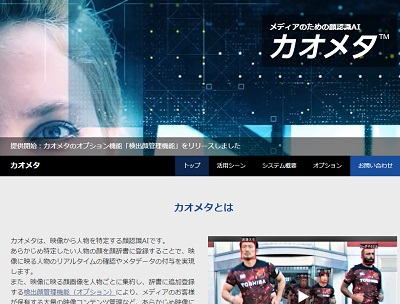 メディアのための顔認識AI
カオメタ™
提供開始：カオメタのオプション機能「検出顔管理機能」をリリースしました
カオメタ トップ 活用シーン システム概要 オプション お問い合わせ
カオメタとは
カオメタは、映像から人物を特定する顔認識AIです。
あらかじめ特定したい人物の顔を顔辞書に登録することで、映
像に映る人物のリアルタイムの確認やメタデータの付与を実現
します。
また、映像に映る顔画像を人物ごとに集約し、辞書に追加登録
する検出顔管理機能（オプション）により、メディアのお客様
が保有する大量の映像コンテンツ管理など、あらかじめ映像に
TOSHIBA
TOSHIBA